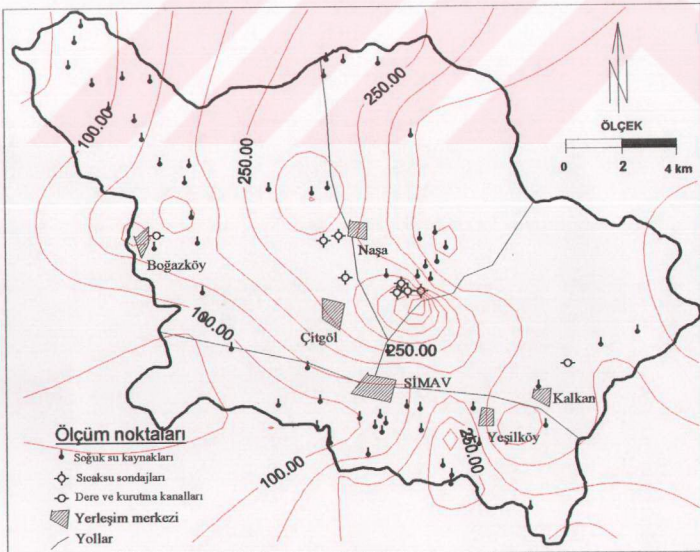 100.00
250.00
250.00
ÖLÇEK
0 2 4 km
Naşa
Boğazköy
Çitgöl
100.00
250.00
SİMAV
Kalkan
Yeşilköy
250.00
100.00
Ölçüm noktaları
Soğuk su kaynakları
Sıcaksu sondajları
Dere ve kurutma kanalları
Yerleşim merkezi
Yollar